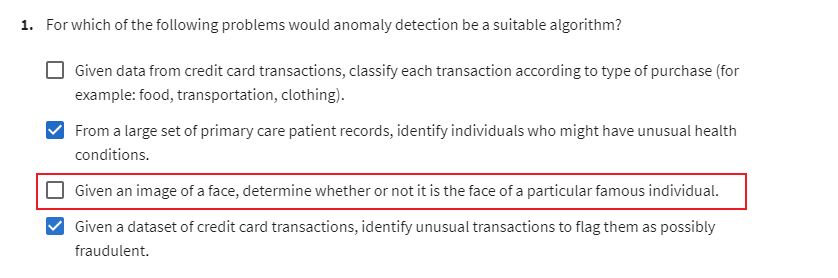 1. For which of the following problems would anomaly detection be a suitable algorithm?
Given data from credit card transactions, classify each transaction according to type of purchase (for
example: food, transportation, clothing).
From a large set of primary care patient records, identify individuals who might have unusual health
conditions.
Given an image of a face, determine whether or not it is the face of a particular famous individual.
Given a dataset of credit card transactions, identify unusual transactions to flag them as possibly
fraudulent.